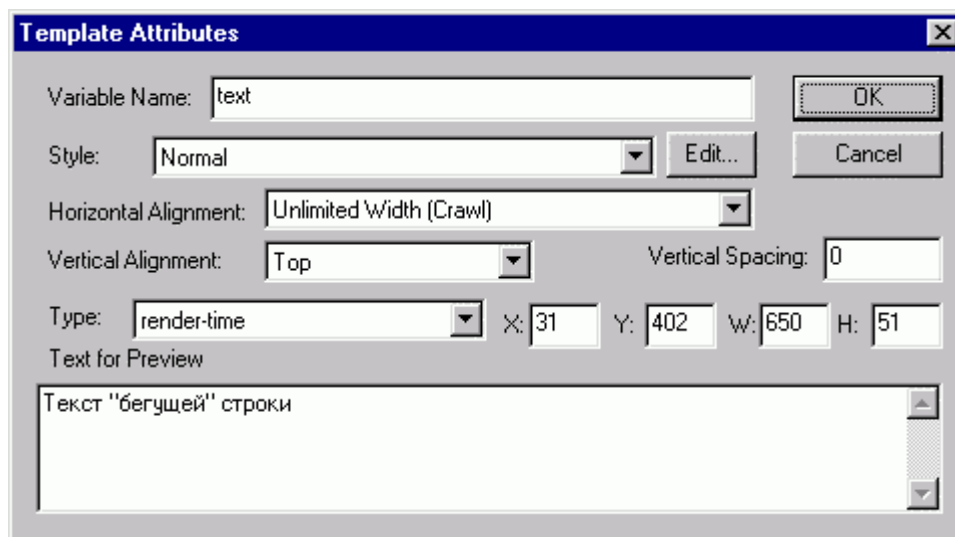 Template Attributes
Variable Name: text OK
Style: Normal Edit... Cancel
Horizontal Alignment: Unlimited Width (Crawl)
Vertical Alignment: Top Vertical Spacing: 0
Type: render-time X: 31 Y: 402 W: 650 H: 51
Text for Preview
Текст "бегущей" строки